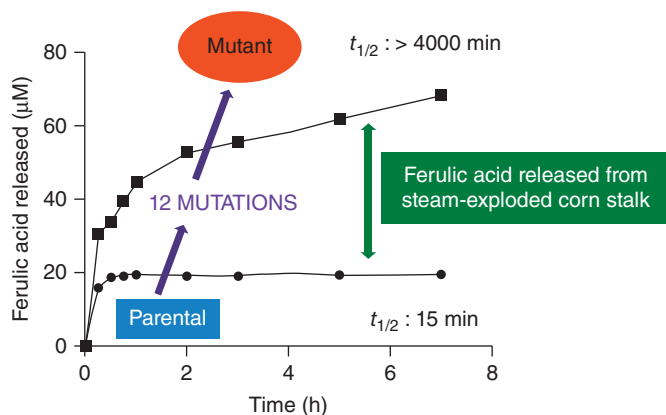 Mutant
t1/2 : > 4000 min
80
60
40
20
0
Ferulic acid released (μM)
12 MUTATIONS
Ferulic acid released from
steam-exploded corn stalk
Parental
t1/2 : 15 min
0
2
4
6
8
Time (h)